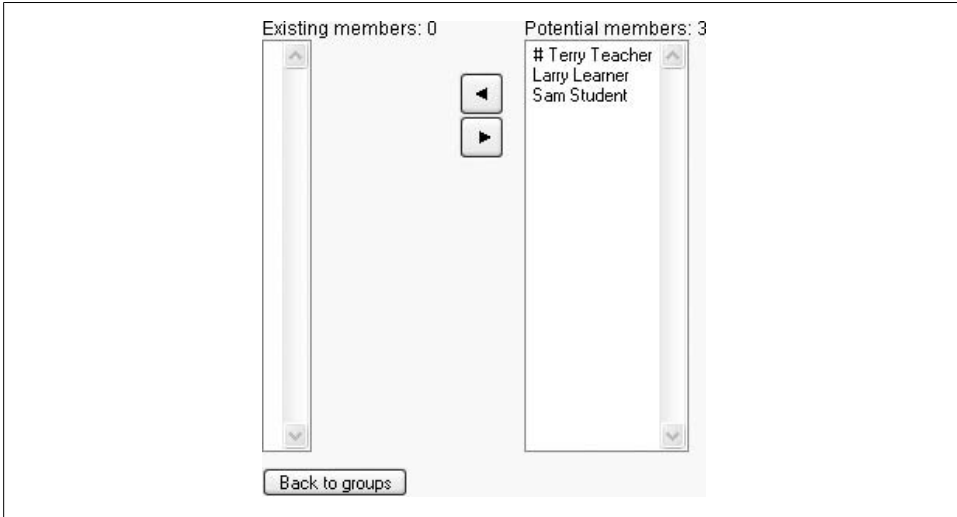 Existing members: 0
Potential members: 3
# Terry Teacher
Larry Learner
Sam Student
Back to groups